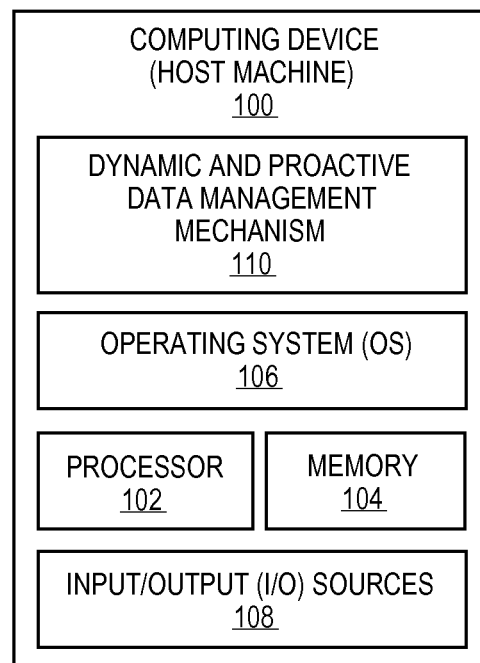 COMPUTING DEVICE
(HOST MACHINE)
100
DYNAMIC AND PROACTIVE
DATA MANAGEMENT
MECHANISM
110
OPERATING SYSTEM (OS)
106
PROCESSOR
102
MEMORY
104
INPUT/OUTPUT (I/O) SOURCES
108